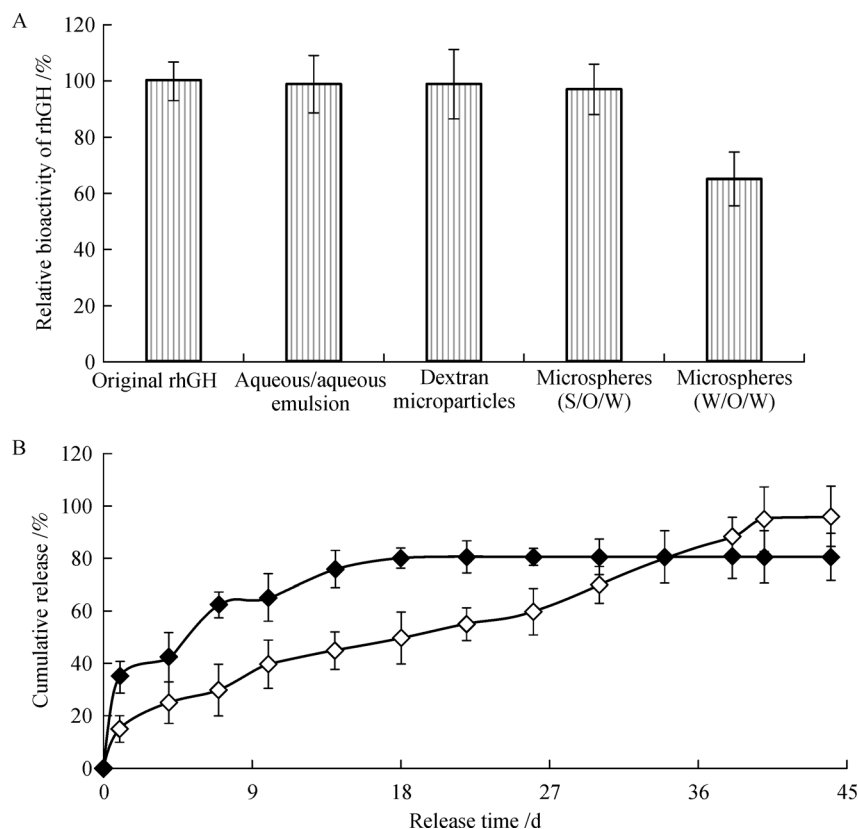 A
Relative bioactivity of rhGH /%
120
100
80
60
40
20
0
Original rhGH
Aqueous/aqueous
emulsion
Dextran
microparticles
Microspheres
(S/O/W)
Microspheres
(W/O/W)
B
Cumulative release /%
120
100
80
60
40
20
0
0
9
18
27
36
45
Release time /d